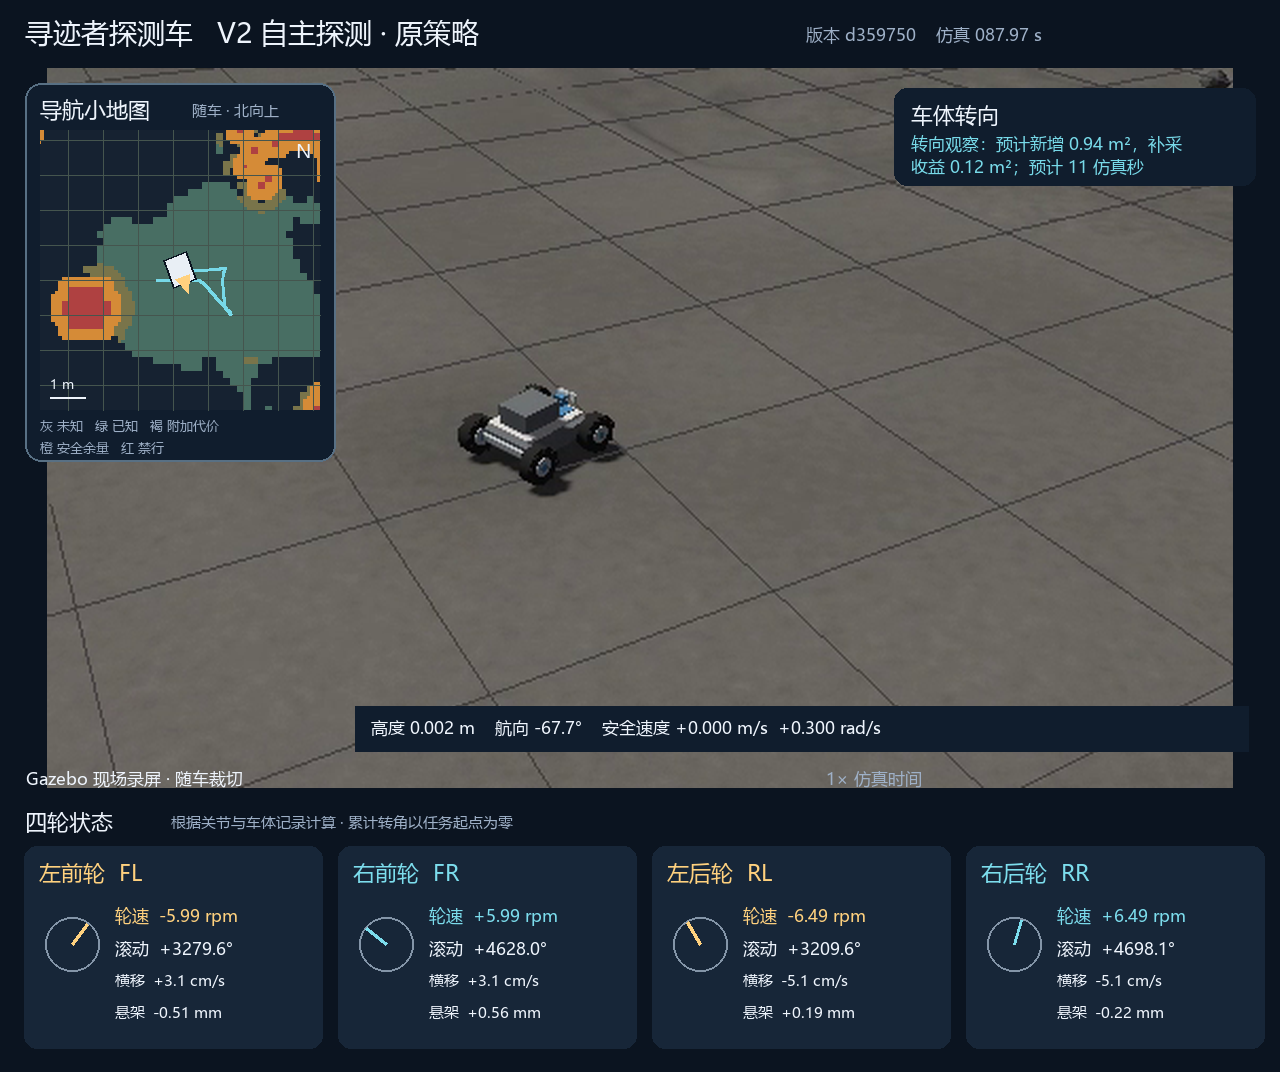 寻迹者探测车 V2 自主探测 · 原策略
版本 d359750 仿真 087.97 s
导航小地图 随车 · 北向上
N
1 m
灰 未知 绿 已知 褐 附加代价
橙 安全余量 红 禁行
车体转向
转向观察：预计新增 0.94 m²，补采
收益 0.12 m²；预计 11 仿真秒
高度 0.002 m 航向 -67.7° 安全速度 +0.000 m/s +0.300 rad/s
Gazebo 现场录屏 · 随车裁切
1× 仿真时间
四轮状态 根据关节与车体记录计算 · 累计转角以任务起点为零
左前轮 FL
轮速 -5.99 rpm
滚动 +3279.6°
横移 +3.1 cm/s
悬架 -0.51 mm
右前轮 FR
轮速 +5.99 rpm
滚动 +4628.0°
横移 +3.1 cm/s
悬架 +0.56 mm
左后轮 RL
轮速 -6.49 rpm
滚动 +3209.6°
横移 -5.1 cm/s
悬架 +0.19 mm
右后轮 RR
轮速 +6.49 rpm
滚动 +4698.1°
横移 -5.1 cm/s
悬架 -0.22 mm